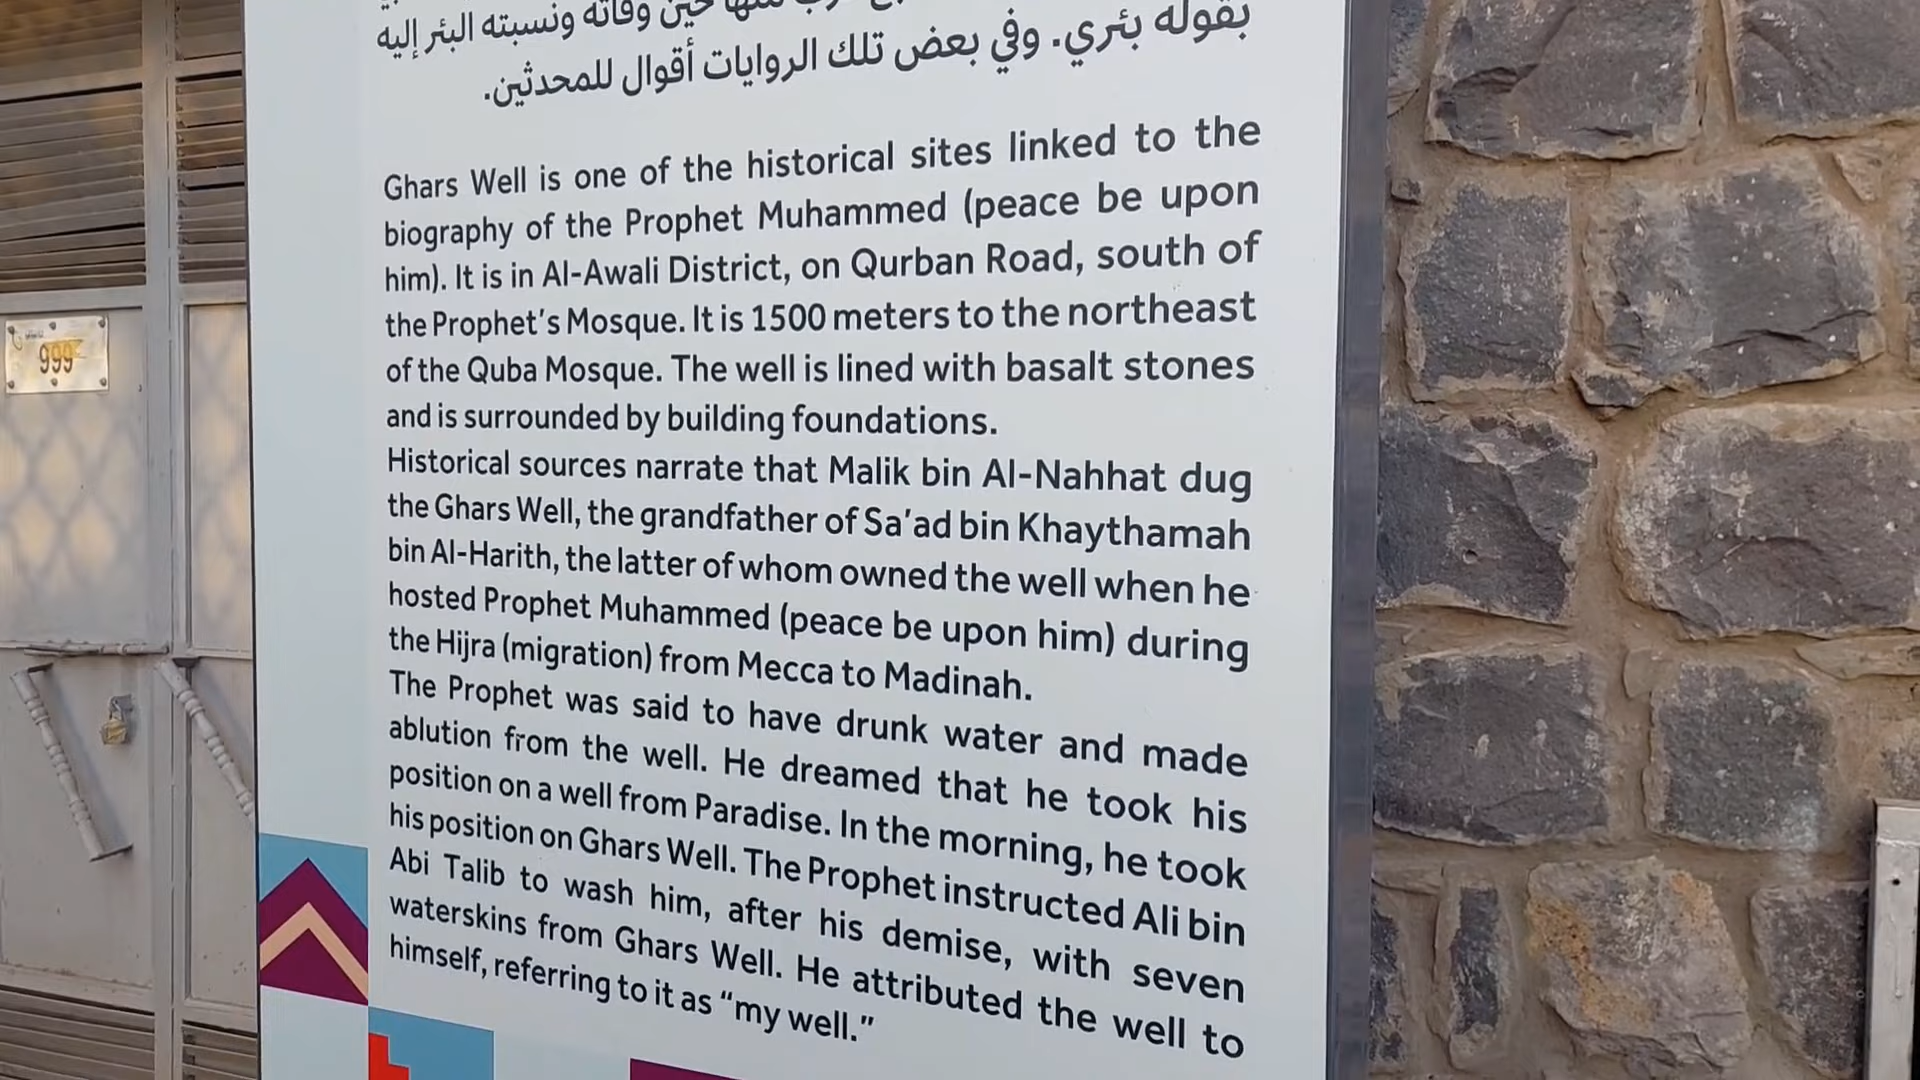 حين وفاته ونسبته البئر إليه
بقوله بئري. وفي بعض تلك الروايات أقوال للمحدثين.
Ghars Well is one of the historical sites linked to the
biography of the Prophet Muhammed (peace be upon
him). It is in Al-Awali District, on Qurban Road, south of
the Prophet's Mosque. It is 1500 meters to the northeast
of the Quba Mosque. The well is lined with basalt stones
and is surrounded by building foundations.
Historical sources narrate that Malik bin Al-Nahhat dug
the Ghars Well, the grandfather of Sa'ad bin Khaythamah
bin Al-Harith, the latter of whom owned the well when he
hosted Prophet Muhammed (peace be upon him) during
the Hijra (migration) from Mecca to Madinah.
The Prophet was said to have drunk water and made
ablution from the well. He dreamed that he took his
position on a well from Paradise. In the morning, he took
his position on Ghars Well. The Prophet instructed Ali bin
Abi Talib to wash him, after his demise, with seven
waterskins from Ghars Well. He attributed the well to
himself, referring to it as “my well.”
999